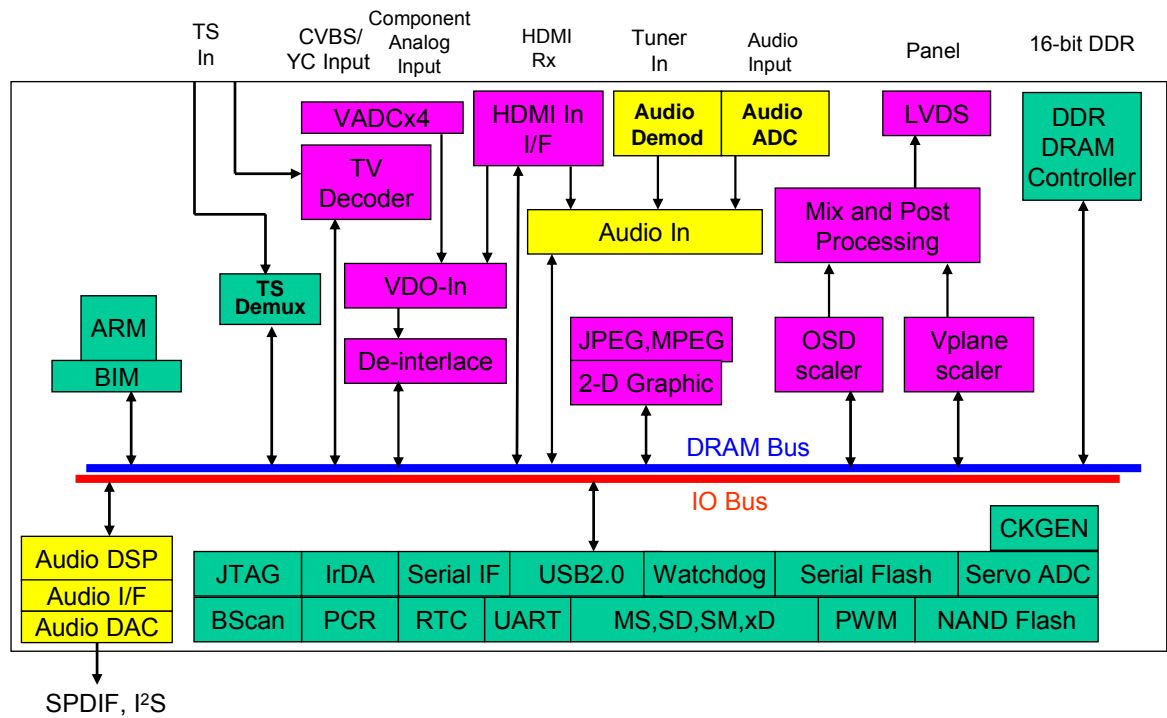 TS
In
CVBS/
YC Input
Component
Analog
Input
HDMI
Rx
Tuner
In
Audio
Input
Panel
16-bit DDR
VADCx4
HDMI In
I/F
Audio
Demod
Audio
ADC
LVDS
DDR
DRAM
Controller
TV
Decoder
Audio In
Mix and Post
Processing
TS
Demux
VDO-In
ARM
BIM
De-interlace
JPEG,MPEG
2-D Graphic
OSD
scaler
Vplane
scaler
DRAM Bus
IO Bus
CKGEN
Audio DSP
Audio I/F
Audio DAC
JTAG
IrDA
Serial IF
USB2.0
Watchdog
Serial Flash
Servo ADC
BScan
PCR
RTC
UART
MS,SD,SM,xD
PWM
NAND Flash
SPDIF, I²S